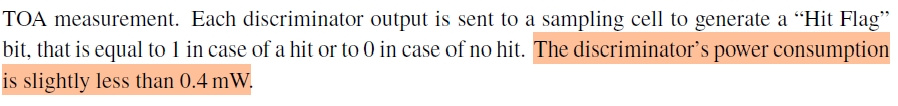 TOA measurement. Each discriminator output is sent to a sampling cell to generate a “Hit Flag”
bit, that is equal to 1 in case of a hit or to 0 in case of no hit. The discriminator’s power consumption
is slightly less than 0.4 mW.